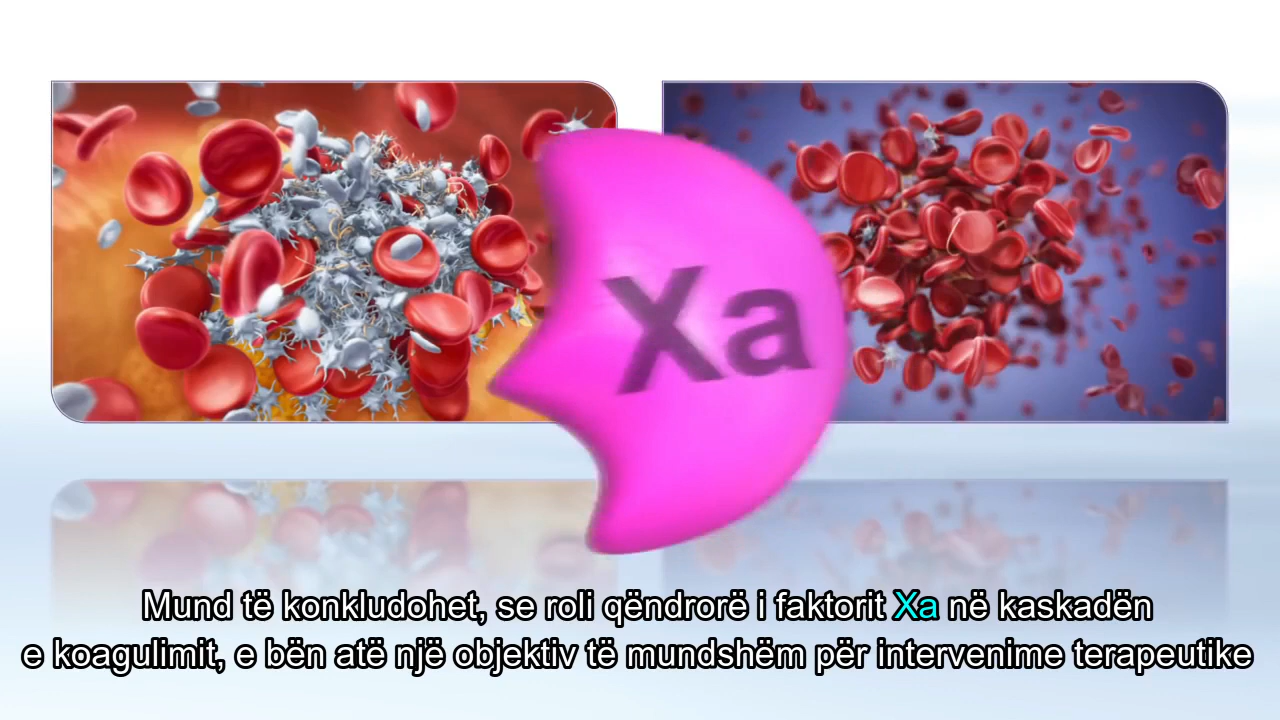 Xa
Mund të konkludohet, se roli qëndrorë i faktorit Xa në kaskadën
e koagulimit, e bën atë një objektiv të mundshëm për intervenime terapeutike